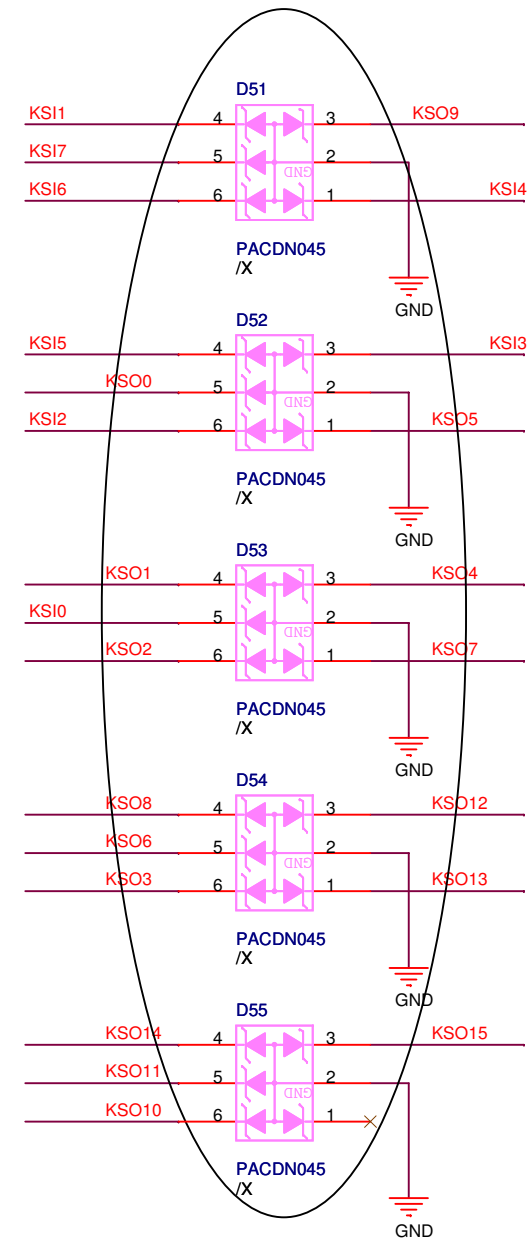 D51
KSI1 4 3 KSO9
KSI7 5 2
GND
KSI6 6 1 KSI4
PACDN045
/X
GND
D52
KSI5 4 3 KSI3
KSO0 5 2
GND
KSI2 6 1 KSO5
PACDN045
/X
GND
D53
KSO1 4 3 KSO4
KSI0 5 2
GND
KSO2 6 1 KSO7
PACDN045
/X
GND
D54
KSO8 4 3 KSO12
KSO6 5 2
GND
KSO3 6 1 KSO13
PACDN045
/X
GND
D55
KSO14 4 3 KSO15
KSO11 5 2
GND
KSO10 6 1
PACDN045
/X
GND